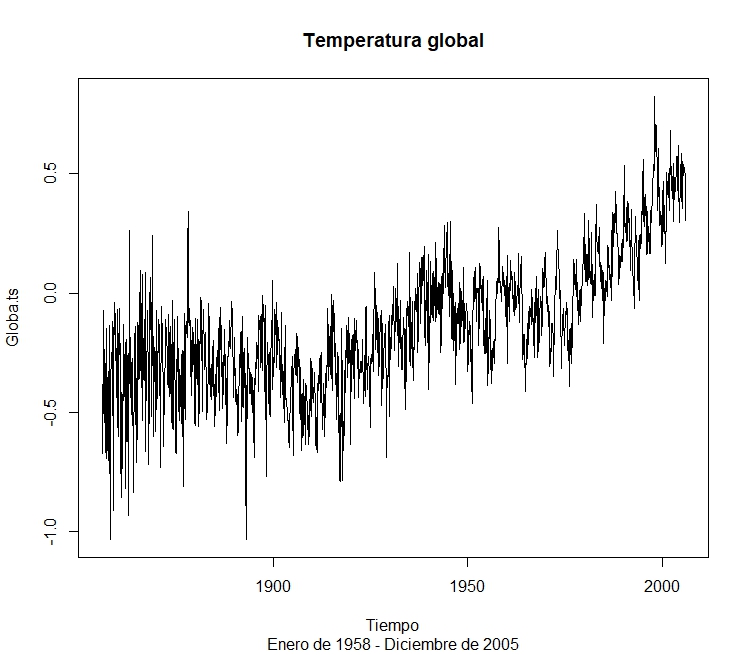 Temperatura global
Globa.ts
0.5
0.0
-0.5
-1.0
1900 1950 2000
Tiempo
Enero de 1958 - Diciembre de 2005